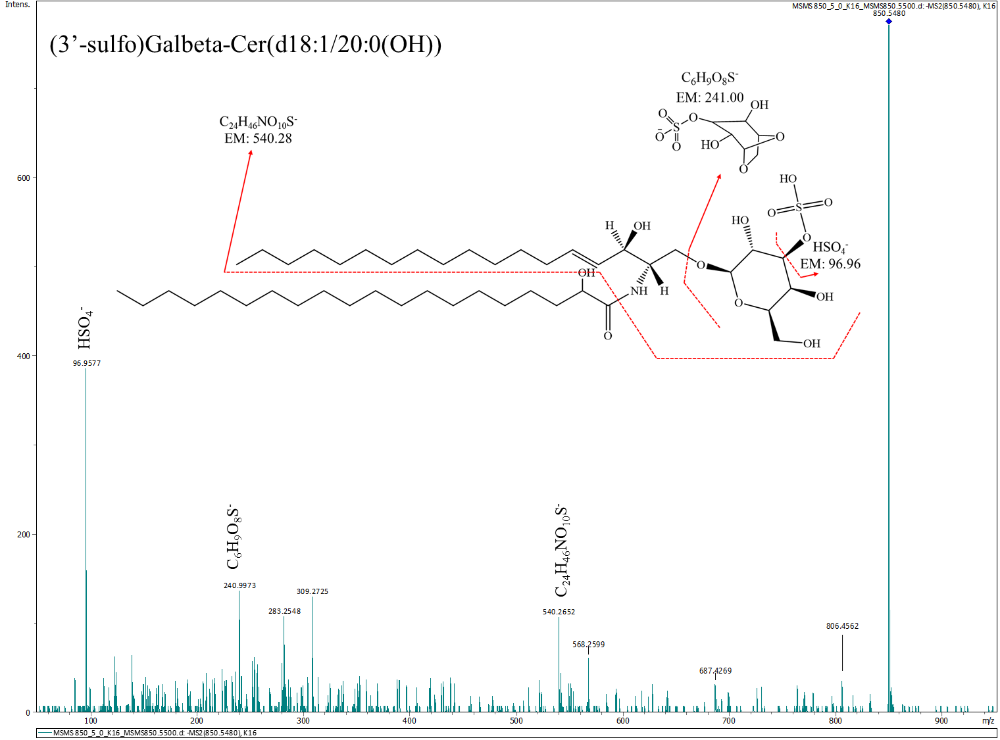 Intens.
MSMS 850_5_0_K16_MSMS850.5500.d: -MS2(850.5480), K16
850.5480
(3’-sulfo)Galbeta-Cer(d18:1/20:0(OH))
C6H9O8S-
EM: 241.00
OH
O
O
S
O-
O
HO
O
O
C24H46NO10S-
EM: 540.28
600
HO
O
S
O
O
HO
H
OH
HSO4-
EM: 96.96
O
OH
NH
H
O
OH
O
OH
HSO4-
400
96.9577
C6H9O8S-
C24H46NO10S-
200
240.9973
309.2725
283.2548
540.2652
568.2599
806.4562
687.4269
0
100
200
300
400
500
600
700
800
900
m/z
MSMS 850_5_0_K16_MSMS850.5500.d: -MS2(850.5480), K16